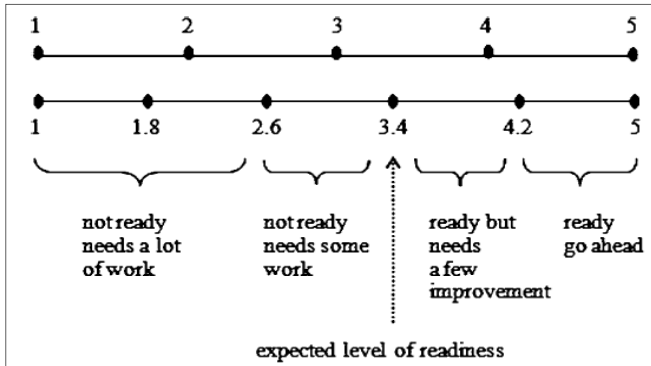 1 2 3 4 5
1 1.8 2.6 3.4 4.2 5
not ready
needs a lot
of work
not ready
needs some
work
ready but
needs
a few
improvement
ready
go ahead
expected level of readiness